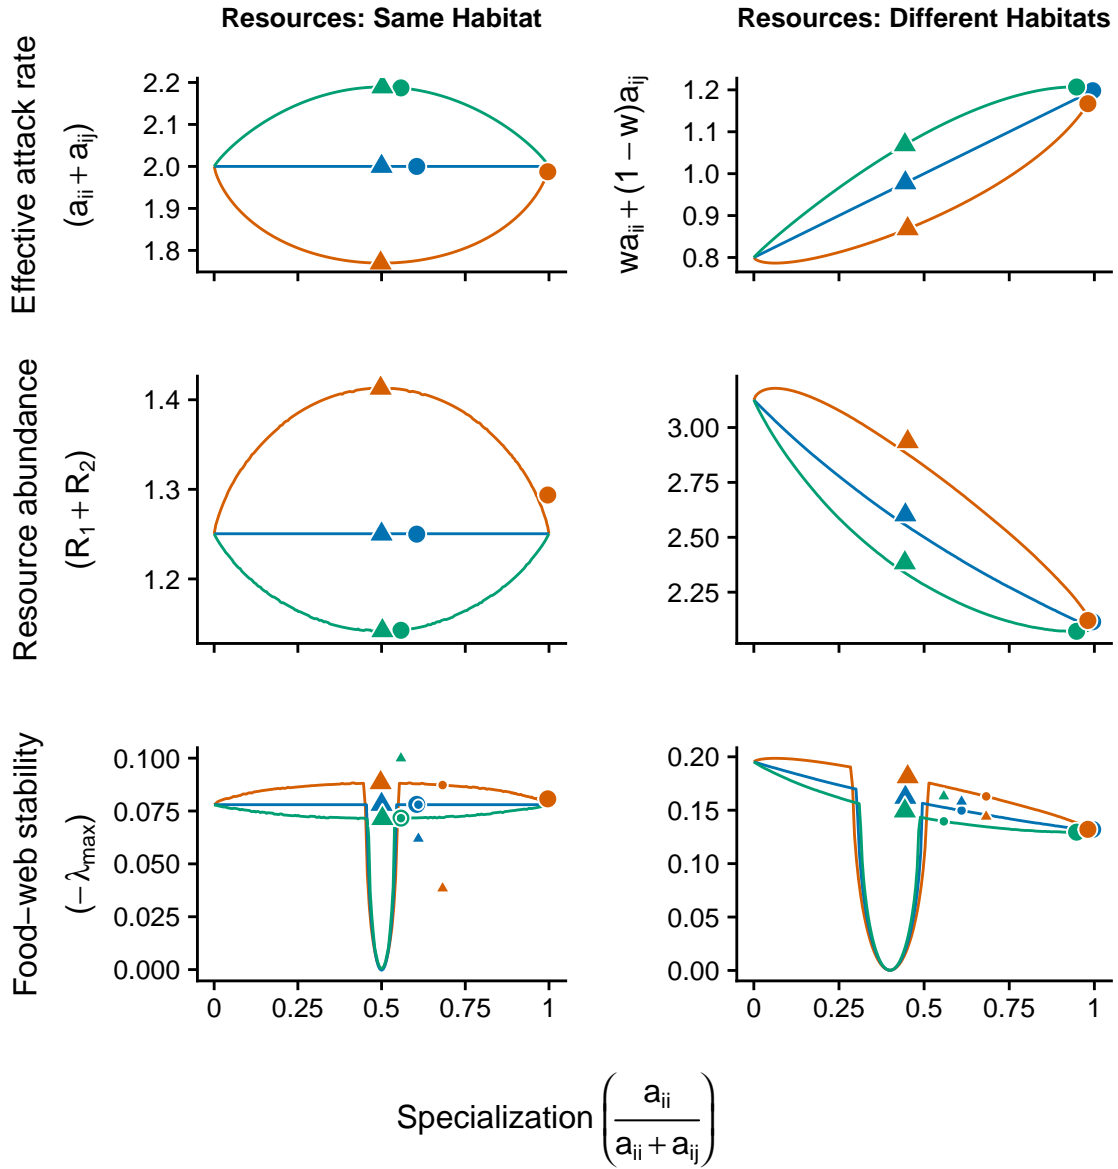 Resources: Same Habitat
Resources: Different Habitats
Effective attack rate
(aii + aij)
2.2
2.1
2.0
1.9
1.8
waii + (1 − w)aij
1.2
1.1
1.0
0.9
0.8
Resource abundance
(R1 + R2)
1.4
1.3
1.2
3.00
2.75
2.50
2.25
Food−web stability
(− λmax)
0.100
0.075
0.050
0.025
0.000
0.20
0.15
0.10
0.05
0.00
0 0.25 0.5 0.75 1
0 0.25 0.5 0.75 1
Specialization (aii / aii + aij)